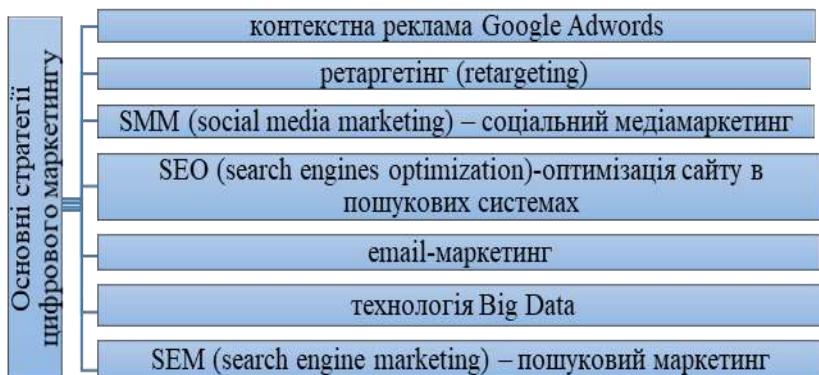 Основні стратегії
цифрового маркетингу
контекстна реклама Google Adwords
ретаргетінг (retargeting)
SMM (social media marketing) – соціальний медіамаркетинг
SEO (search engines optimization)-оптимізація сайту в
пошукових системах
email-маркетинг
технологія Big Data
SEM (search engine marketing) – пошуковий маркетинг